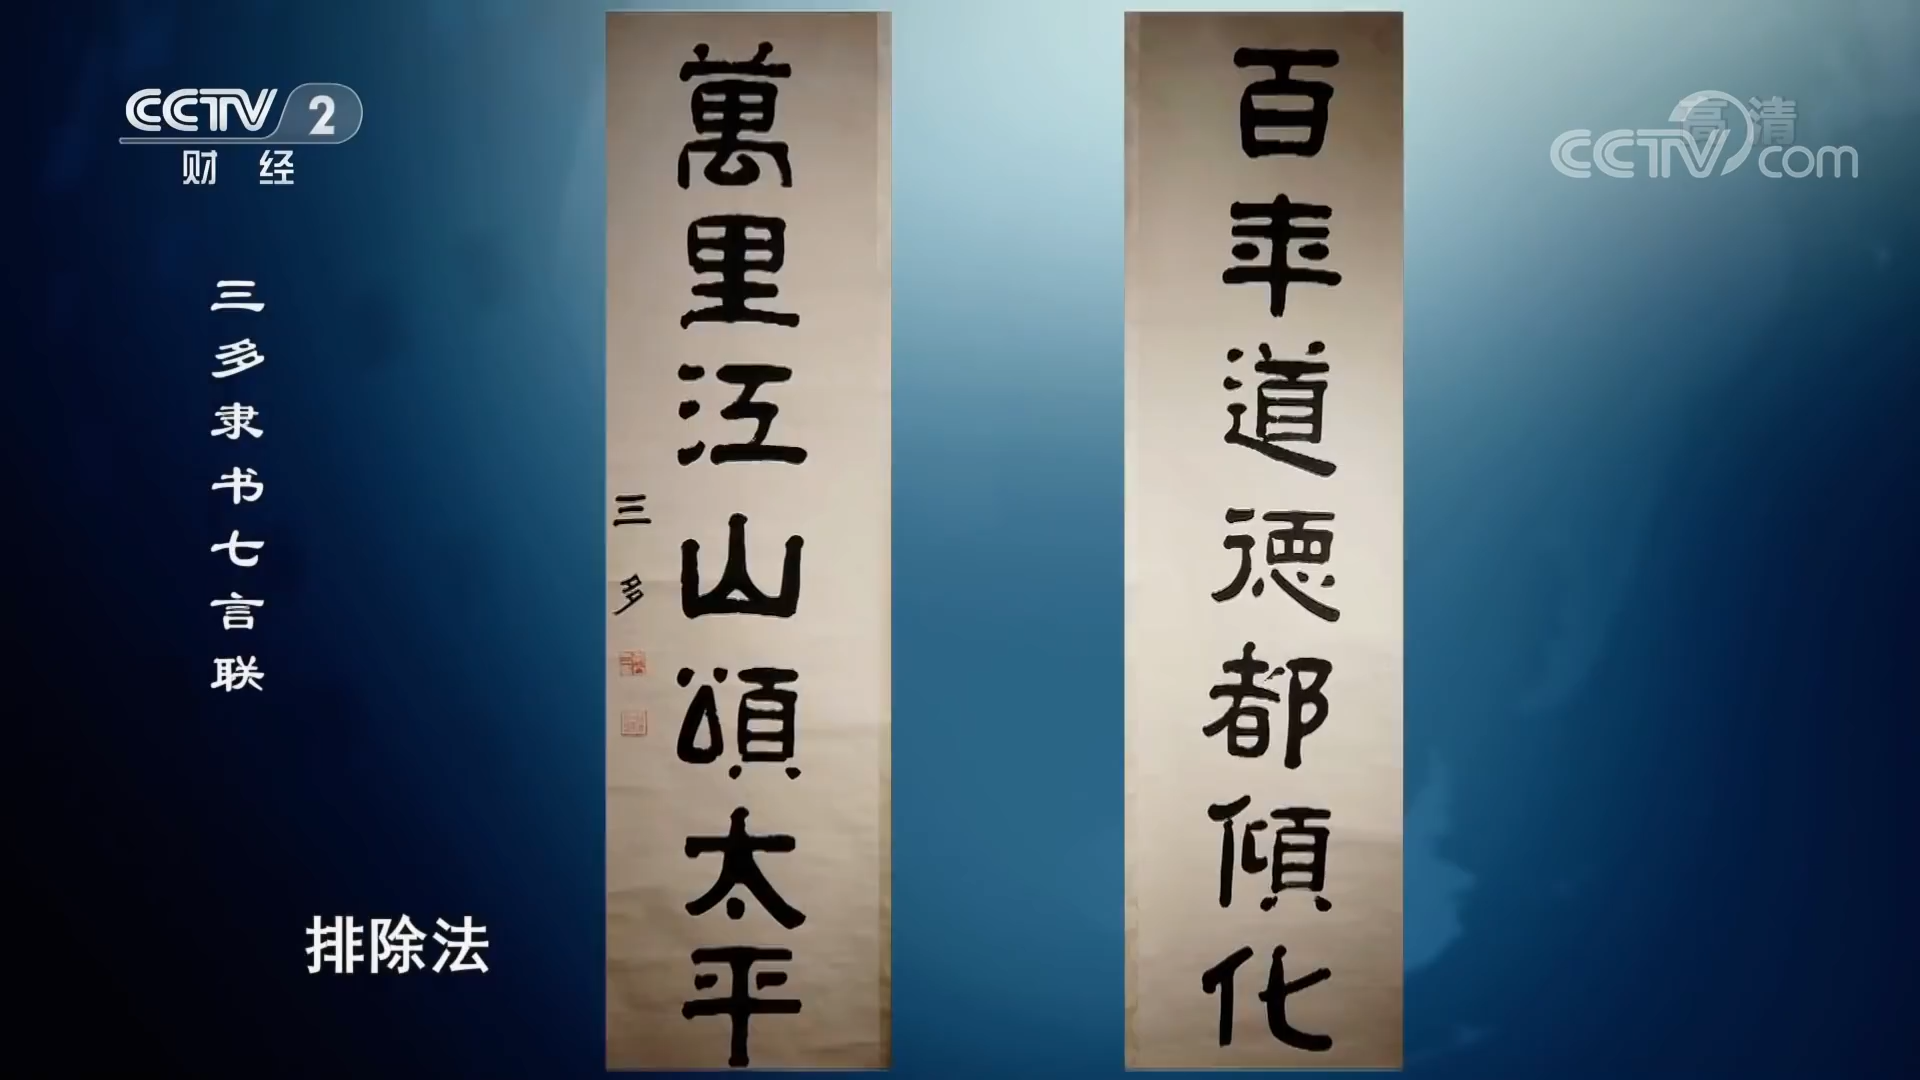 CCTV 2
财经
高清
CCTV com
三多隶书七言联
百年道德都傾化
萬里江山頌太平
三多
排除法